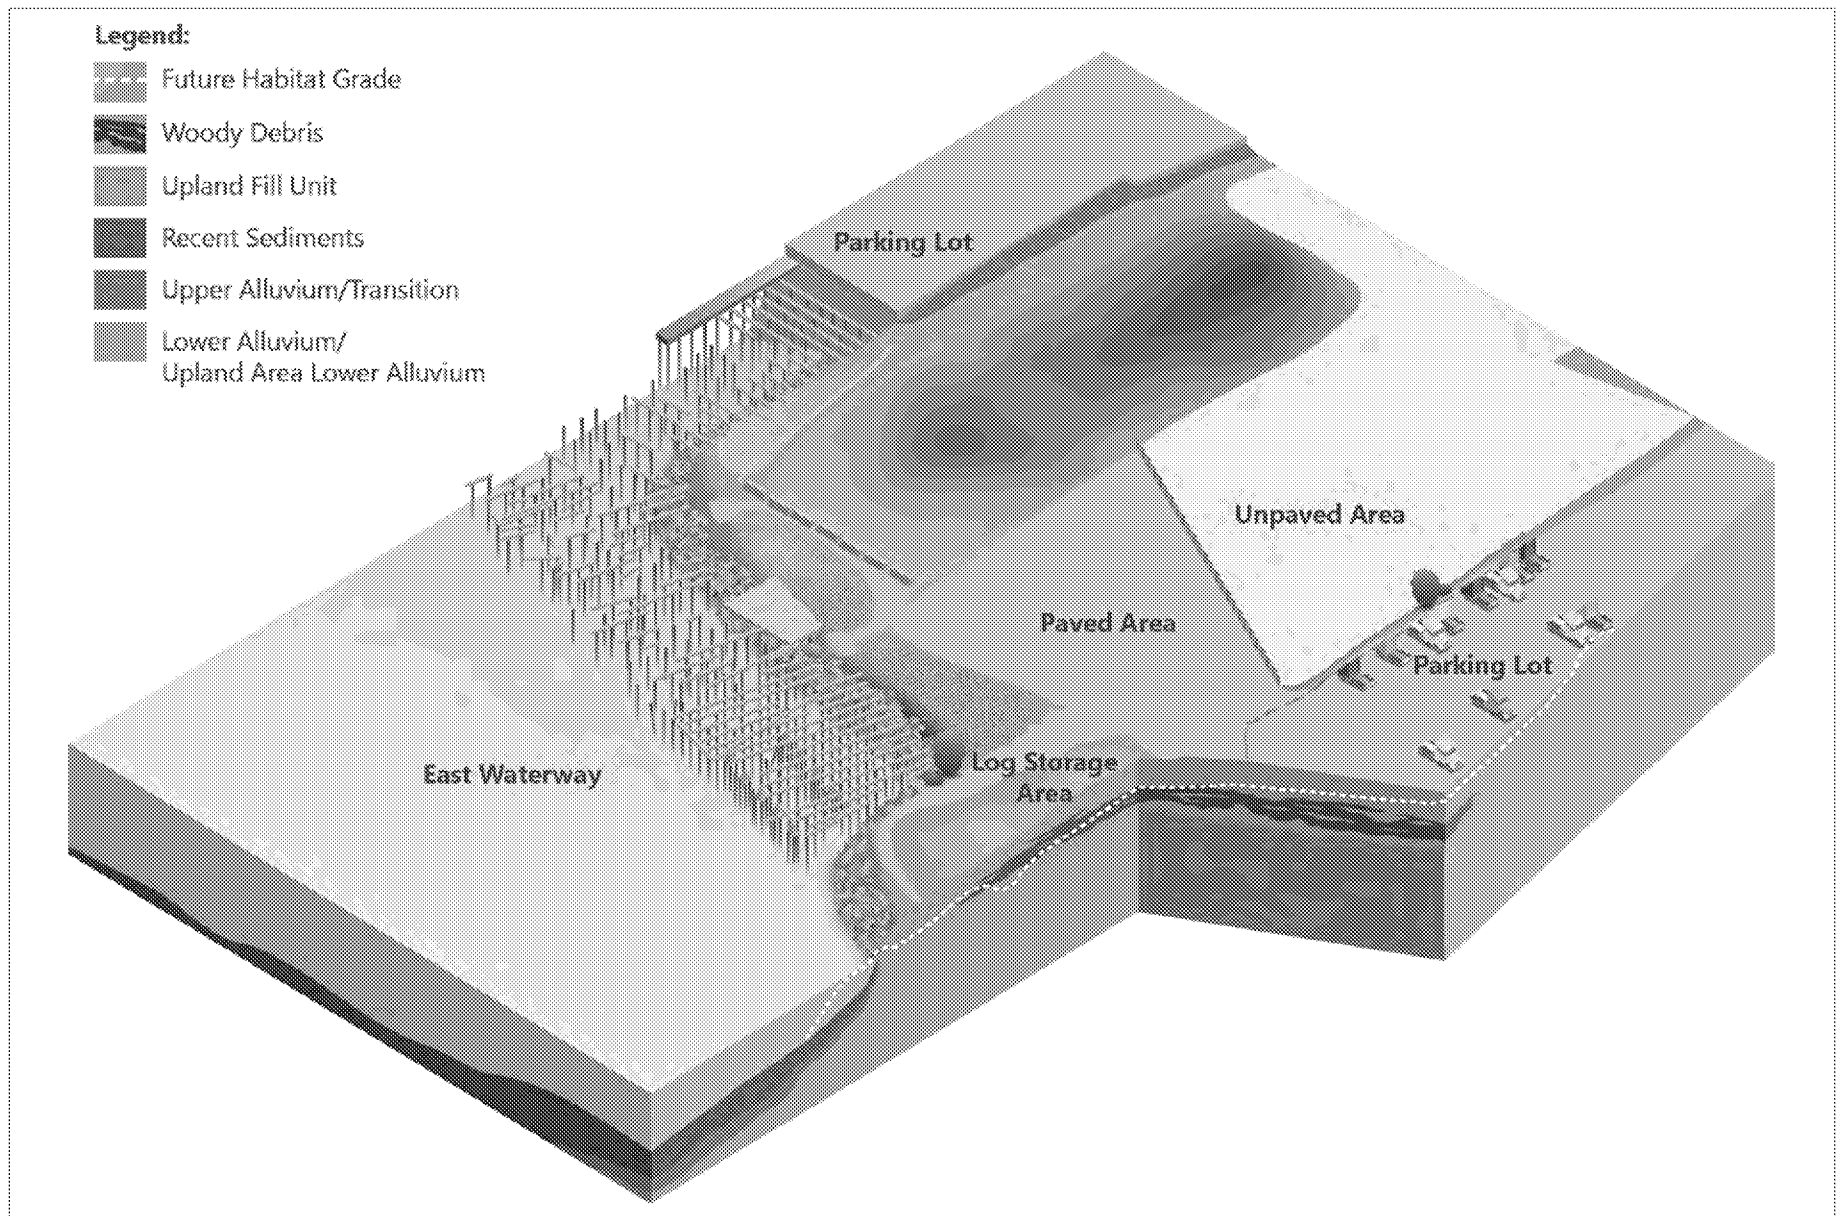 Legend:
Future Habitat Grade
Woody Debris
Upland Fill Unit
Recent Sediments
Upper Alluvium/Transition
Lower Alluvium/
Upland Area Lower Alluvium
Parking Lot
Unpaved Area
Paved Area
Parking Lot
East Waterway
Log Storage
Area